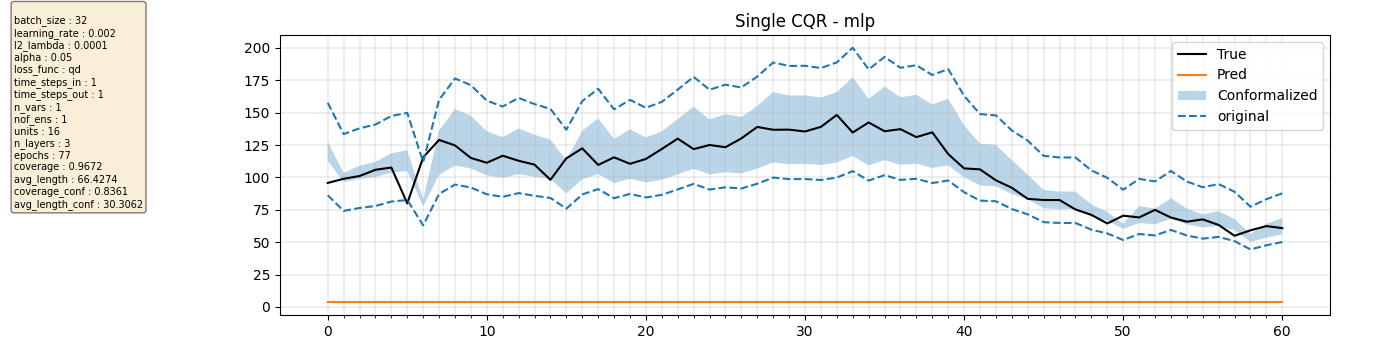 batch_size : 32
learning_rate : 0.002
l2_lambda : 0.0001
alpha : 0.05
loss_func : qd
time_steps_in : 1
time_steps_out : 1
n_vars : 1
nof_ens : 1
units : 16
n_layers : 3
epochs : 77
coverage : 0.9672
avg_length : 66.4274
coverage_conf : 0.8361
avg_length_conf : 30.3062
Single CQR - mlp
200
175
150
125
100
75
50
25
0
True
Pred
Conformalized
original
0 10 20 30 40 50 60